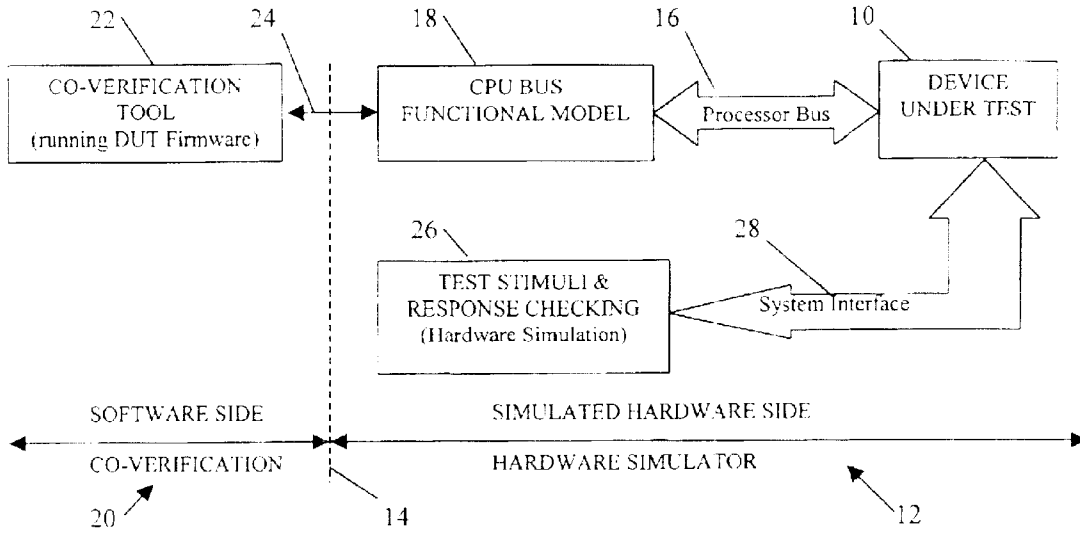 22
24
18
16
10
CO-VERIFICATION
TOOL
(running DUT Firmware)
CPU BUS
FUNCTIONAL MODEL
Processor Bus
DEVICE
UNDER TEST
26
28
TEST STIMULI &
RESPONSE CHECKING
(Hardware Simulation)
System Interface
SOFTWARE SIDE
SIMULATED HARDWARE SIDE
CO-VERIFICATION
HARDWARE SIMULATOR
20
14
12